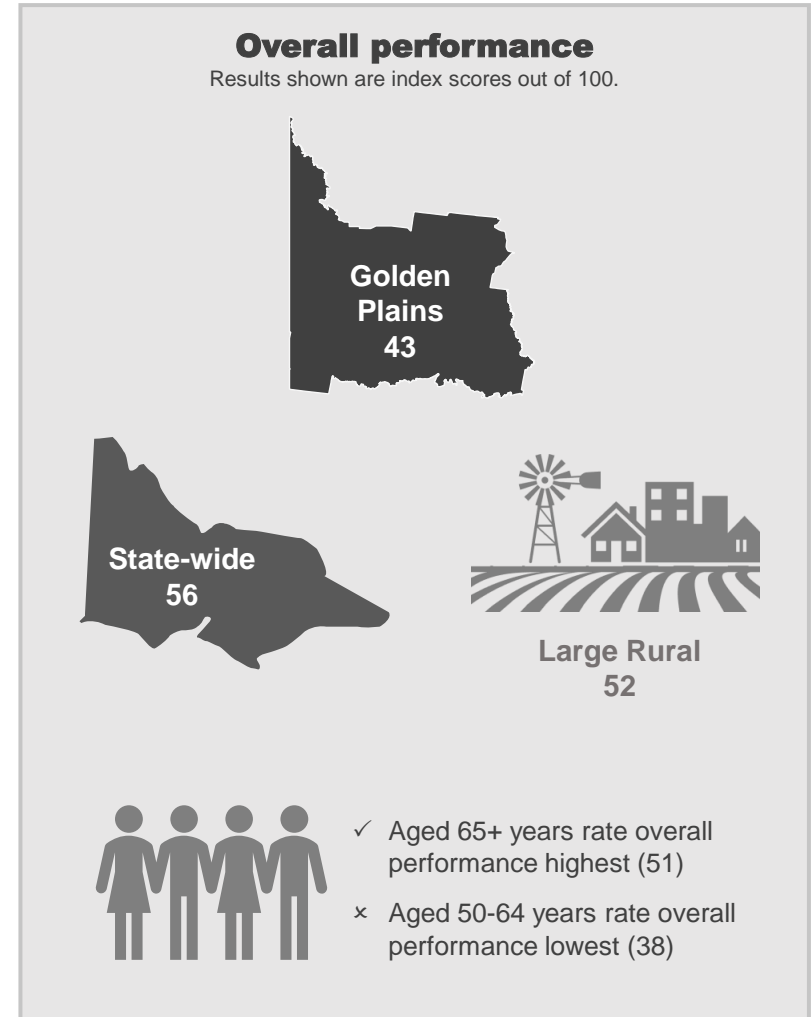 Overall performance
Results shown are index scores out of 100.
Golden
Plains
43
State-wide
56
Large Rural
52
✓ Aged 65+ years rate overall
performance highest (51)
× Aged 50-64 years rate overall
performance lowest (38)